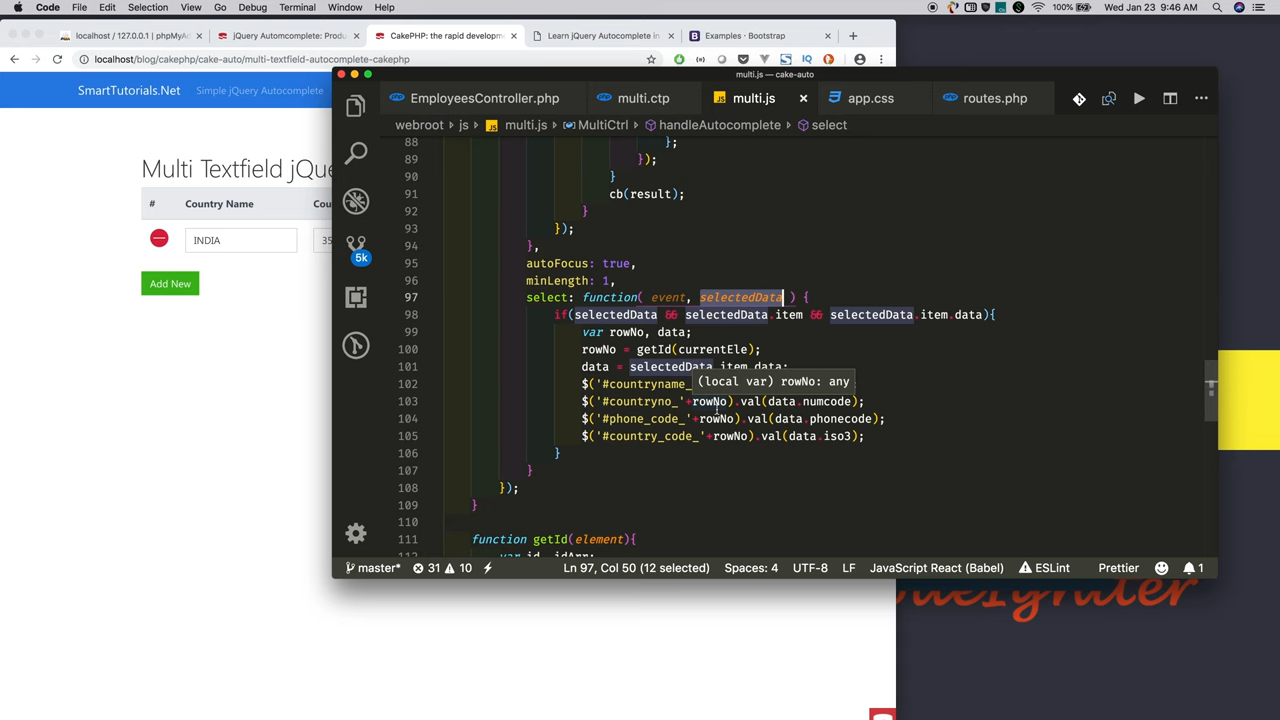 Code File Edit Selection View Go Debug Terminal Window Help
100% Wed Jan 23 9:46 AM
localhost / 127.0.0.1 | phpMyA
jQuery Automcomplete: Produ
CakePHP: the rapid developm
Learn jQuery Autocomplete in
Examples · Bootstrap
localhost/blog/cakephp/cake-auto/multi-textfield-autocomplete-cakephp
SmartTutorials.Net Simple jQuery Autocomplete
Multi Textfield jQue
# Country Name Cou
INDIA 35
Add New
multi.js — cake-auto
EmployeesController.php multi.ctp multi.js app.css routes.php
webroot › js › multi.js › MultiCtrl › handleAutocomplete › select
88 };
89 });
90 }
91 cb(result);
92 }
93 });
94 },
95 autoFocus: true,
96 minLength: 1,
97 select: function( event, selectedData ) {
98 if(selectedData && selectedData.item && selectedData.item.data){
99 var rowNo, data;
100 rowNo = getId(currentEle);
101 data = selectedData.item.data;
(local var) rowNo: any
102 $('#countryname_
103 $('#countryno_'+rowNo).val(data.numcode);
104 $('#phone_code_'+rowNo).val(data.phonecode);
105 $('#country_code_'+rowNo).val(data.iso3);
106 }
107 }
108 });
109 }
110
111 function getId(element){
112 var id, idArr;
5k
master* 31 10 Ln 97, Col 50 (12 selected) Spaces: 4 UTF-8 LF JavaScript React (Babel) ESLint Prettier 1